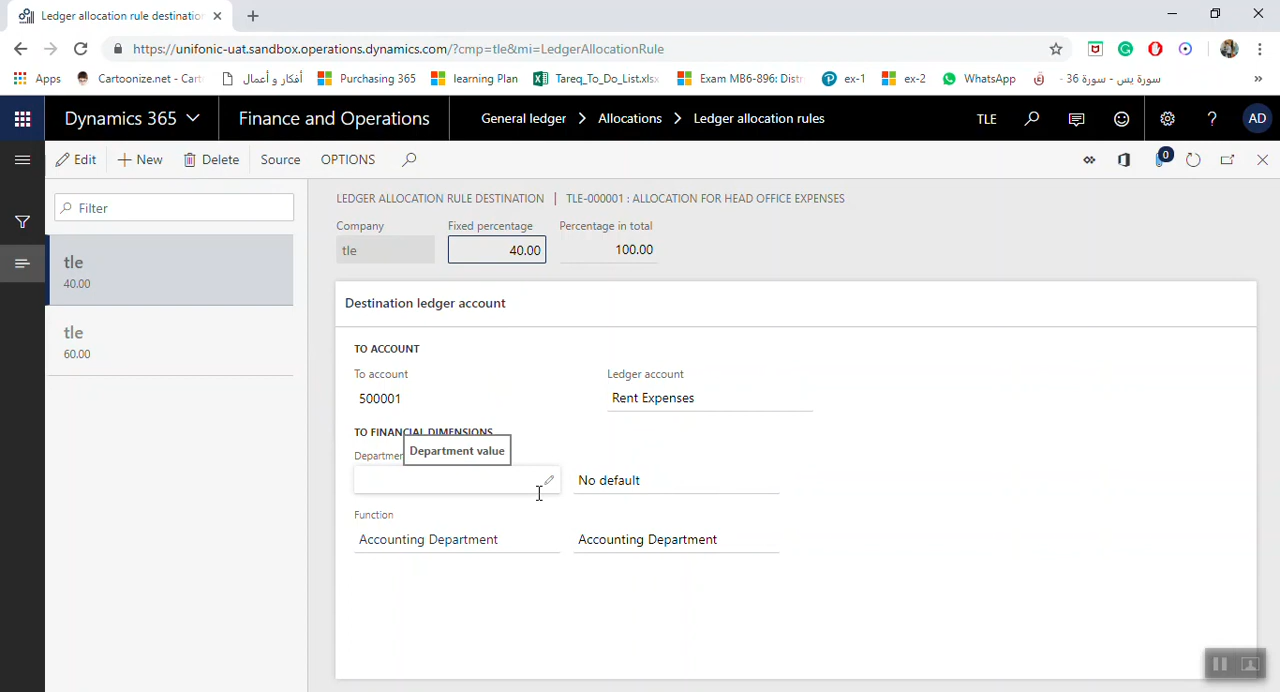 Ledger allocation rule destinatio
https://unifonic-uat.sandbox.operations.dynamics.com/?cmp=tle&mi=LedgerAllocationRule
Apps Cartoonize.net - Cart أفكار و أعمال Purchasing 365 learning Plan Tareq_To_Do_List.xlsx Exam MB6-896: Distr ex-1 ex-2 WhatsApp سورة يس - سورة 36 - »
Dynamics 365 Finance and Operations General ledger > Allocations > Ledger allocation rules TLE ? AD
Edit + New Delete Source OPTIONS 0
Filter
LEDGER ALLOCATION RULE DESTINATION | TLE-000001 : ALLOCATION FOR HEAD OFFICE EXPENSES
Company Fixed percentage Percentage in total
tle 40.00 100.00
tle
40.00
tle
60.00
Destination ledger account
TO ACCOUNT
To account Ledger account
500001 Rent Expenses
TO FINANCIAL DIMENSIONS
Departmen
Department value
No default
Function
Accounting Department Accounting Department